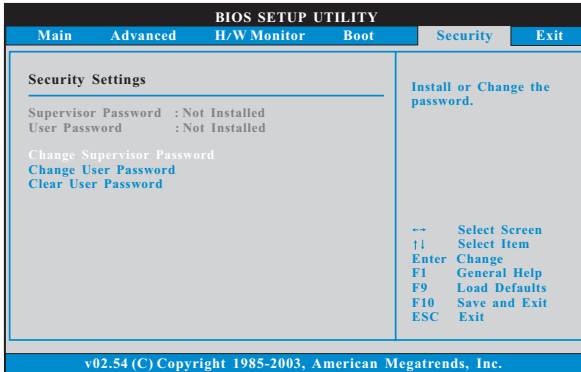 BIOS SETUP UTILITY
Main Advanced H/W Monitor Boot Security Exit
Security Settings
Supervisor Password : Not Installed
User Password : Not Installed
Change Supervisor Password
Change User Password
Clear User Password
Install or Change the
password.
←→ Select Screen
↑↓ Select Item
Enter Change
F1 General Help
F9 Load Defaults
F10 Save and Exit
ESC Exit
v02.54 (C) Copyright 1985-2003, American Megatrends, Inc.